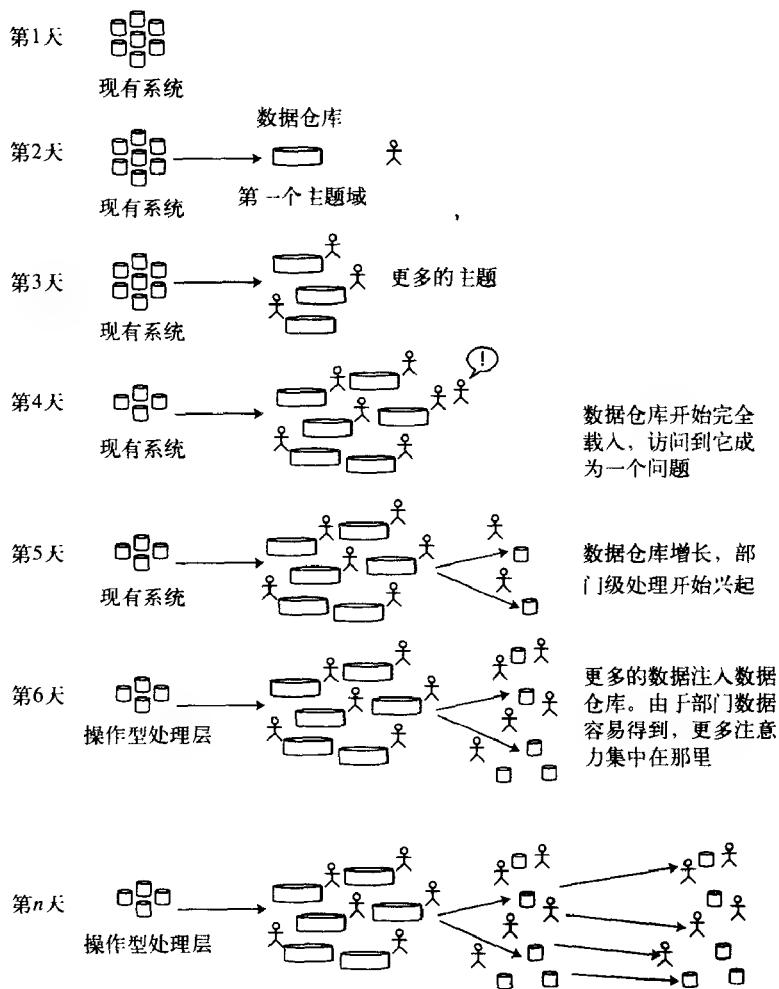 第1天
现有系统
数据仓库
第2天
现有系统
第一个主题域
第3天
更多的主题
现有系统
!
第4天
现有系统
数据仓库开始完全
载入，访问到它成
为一个问题
第5天
现有系统
数据仓库增长，部
门级处理开始兴起
第6天
操作型处理层
更多的数据注入数据
仓库。由于部门数据
容易得到，更多注意
力集中在那里
第n天
操作型处理层